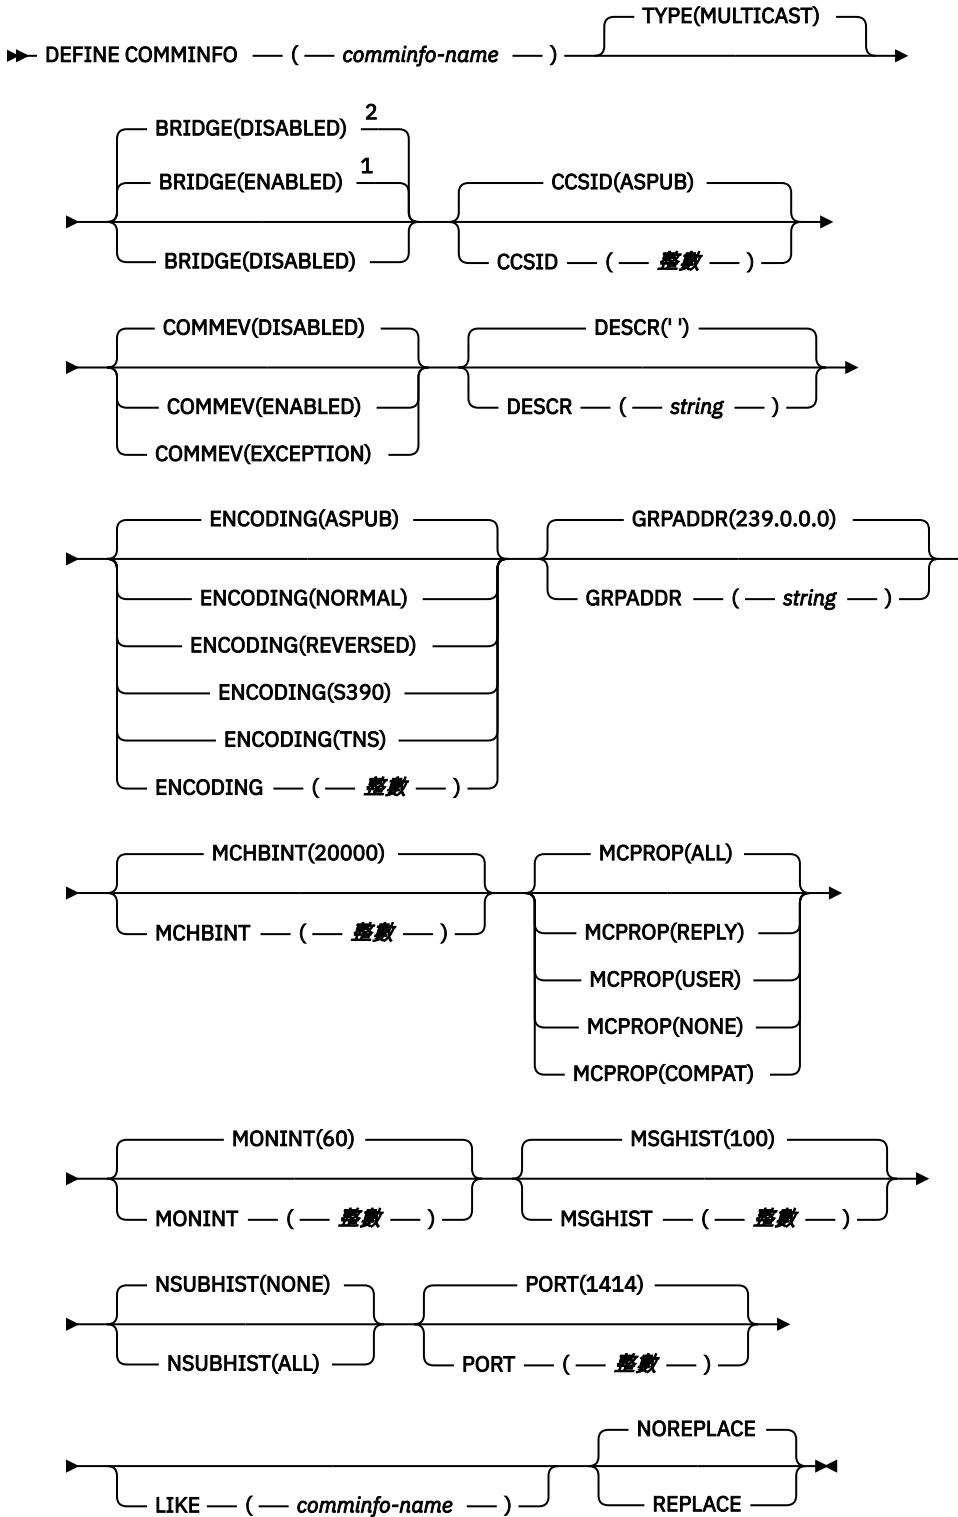 TYPE(MULTICAST)
DEFINE COMMINFO ( comminfo-name )
BRIDGE(DISABLED) 2
BRIDGE(ENABLED) 1 CCSID(ASPUB)
BRIDGE(DISABLED) CCSID ( 整數 )
COMMEV(DISABLED) DESCR(' ')
COMMEV(ENABLED) DESCR ( string )
COMMEV(EXCEPTION)
ENCODING(ASPUB) GRPADDR(239.0.0.0)
ENCODING(NORMAL) GRPADDR ( string )
ENCODING(REVERSED)
ENCODING(S390)
ENCODING(TNS)
ENCODING ( 整數 )
MCHBINT(20000) MCPROP(ALL)
MCHBINT ( 整數 ) MCPROP(REPLY)
MCPROP(USER)
MCPROP(NONE)
MCPROP(COMPAT)
MONINT(60) MSGHIST(100)
MONINT ( 整數 ) MSGHIST ( 整數 )
NSUBHIST(NONE) PORT(1414)
NSUBHIST(ALL) PORT ( 整數 )
NOREPLACE
LIKE ( comminfo-name ) REPLACE